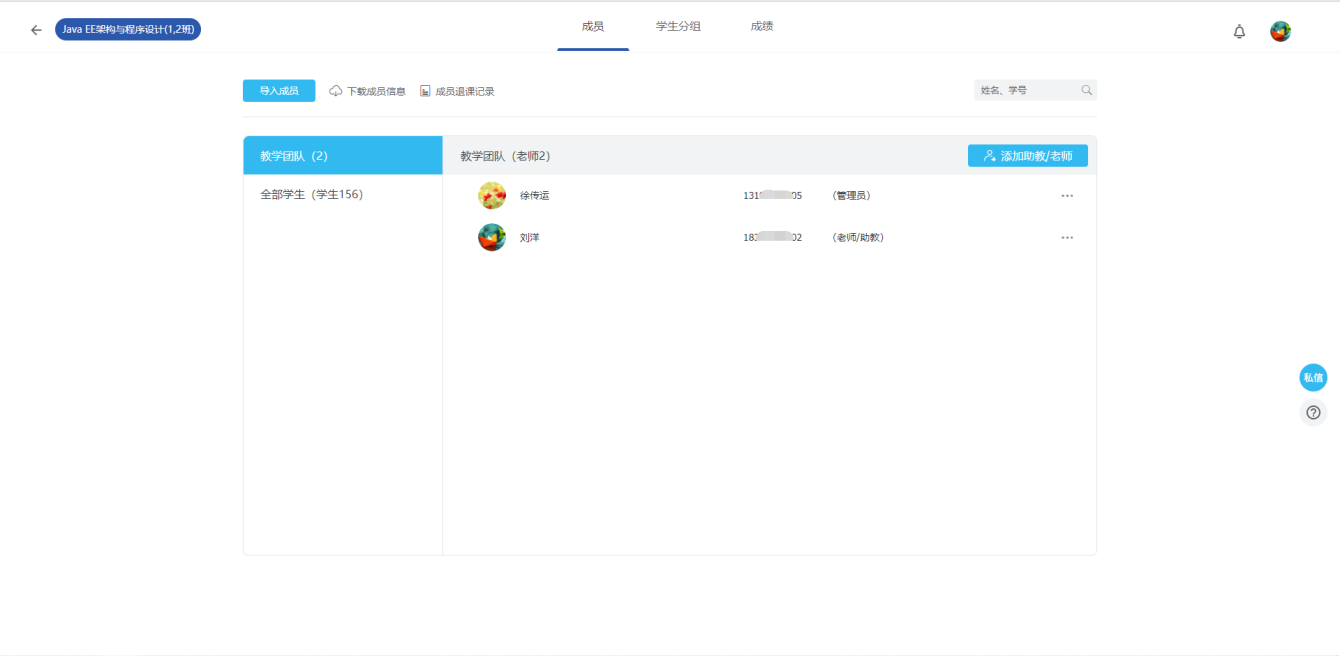 Java EE架构与程序设计(1,2班)
成员
学生分组
成绩
导入成员
下载成员信息
成员退课记录
姓名、学号
教学团队（2）
教学团队（老师2）
添加助教/老师
全部学生（学生156）
徐传运
131 05
（管理员）
刘洋
18 02
（老师/助教）
私信